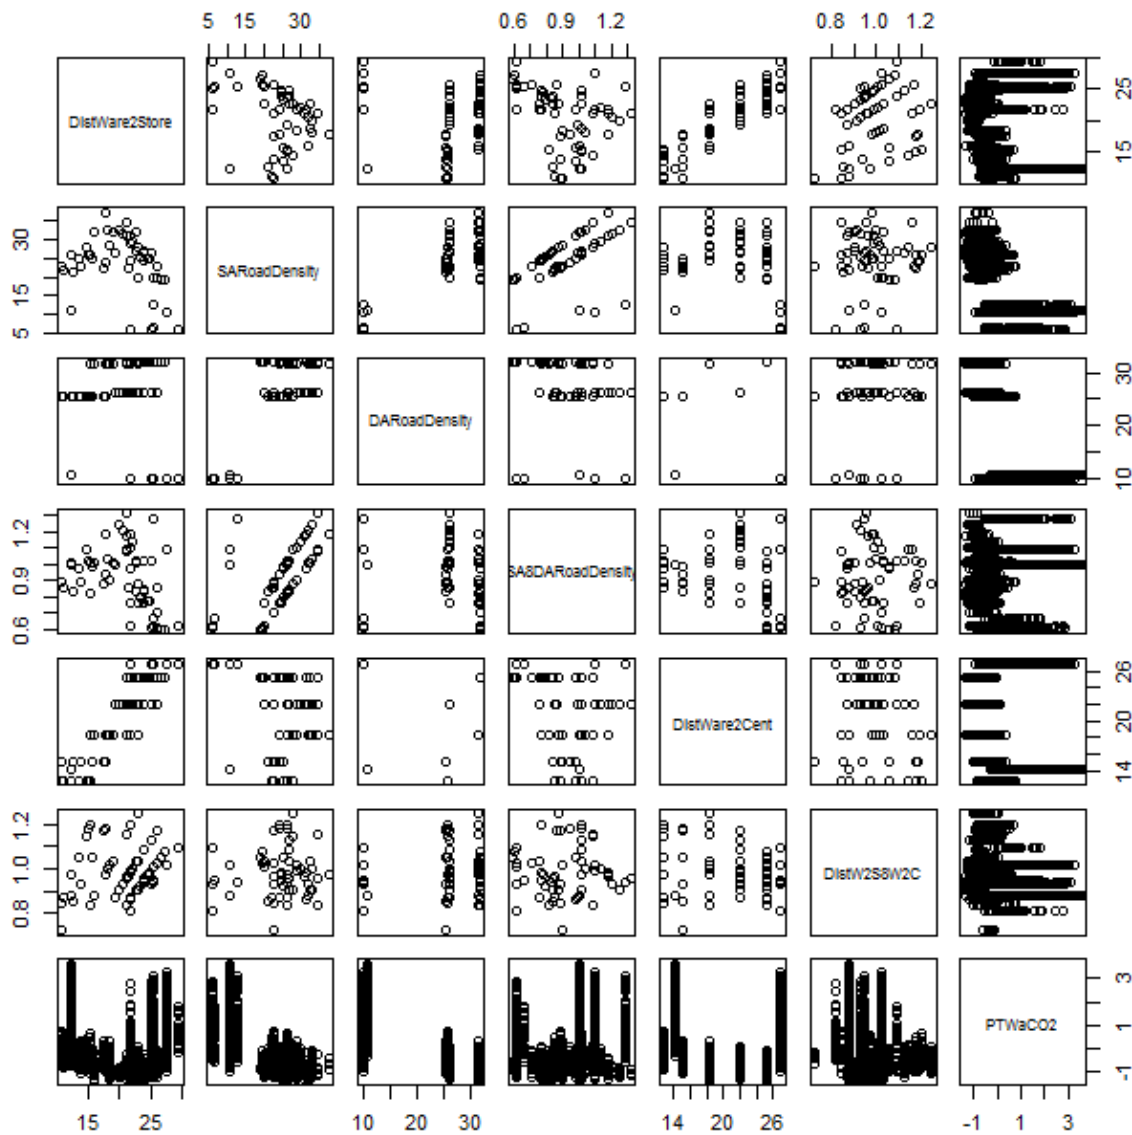 5 15 30 0.6 0.9 1.2 0.8 1.0 1.2
DistWare2Store
15 25
5 15 30
SARoadDensity
DARoadDensity
10 20 30
0.6 0.9 1.2
SA8DARoadDensity
DistWare2Cent
14 20 26
0.8 1.0 1.2
DistW2S8W2C
PTWaCO2
-1 1 3
15 25 10 20 30 14 20 26 -1 1 3